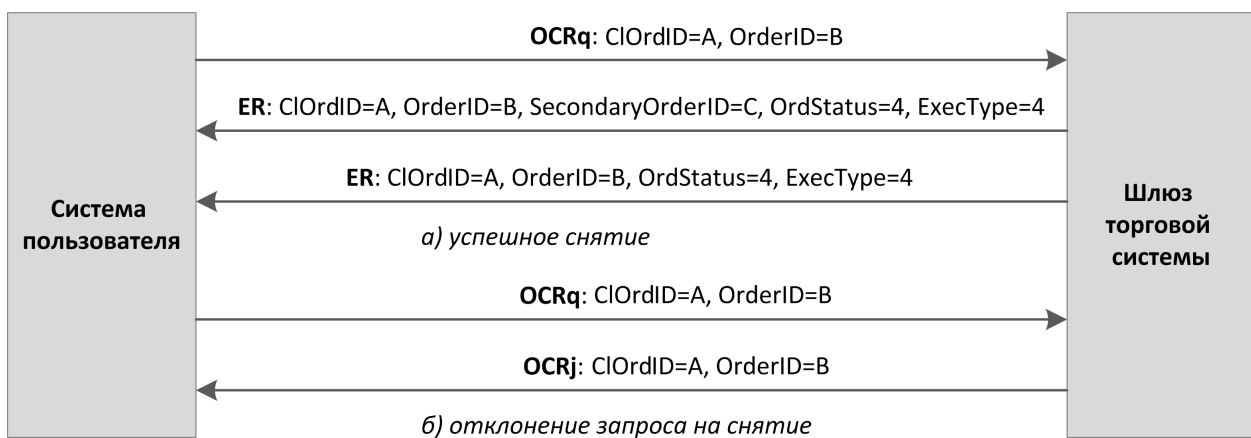 OCRq: ClOrdID=A, OrderID=B
ER: ClOrdID=A, OrderID=B, SecondaryOrderID=C, OrdStatus=4, ExecType=4
ER: ClOrdID=A, OrderID=B, OrdStatus=4, ExecType=4
Система
пользователя
Шлюз
торговой
системы
а) успешное снятие
OCRq: ClOrdID=A, OrderID=B
OCRj: ClOrdID=A, OrderID=B
б) отклонение запроса на снятие